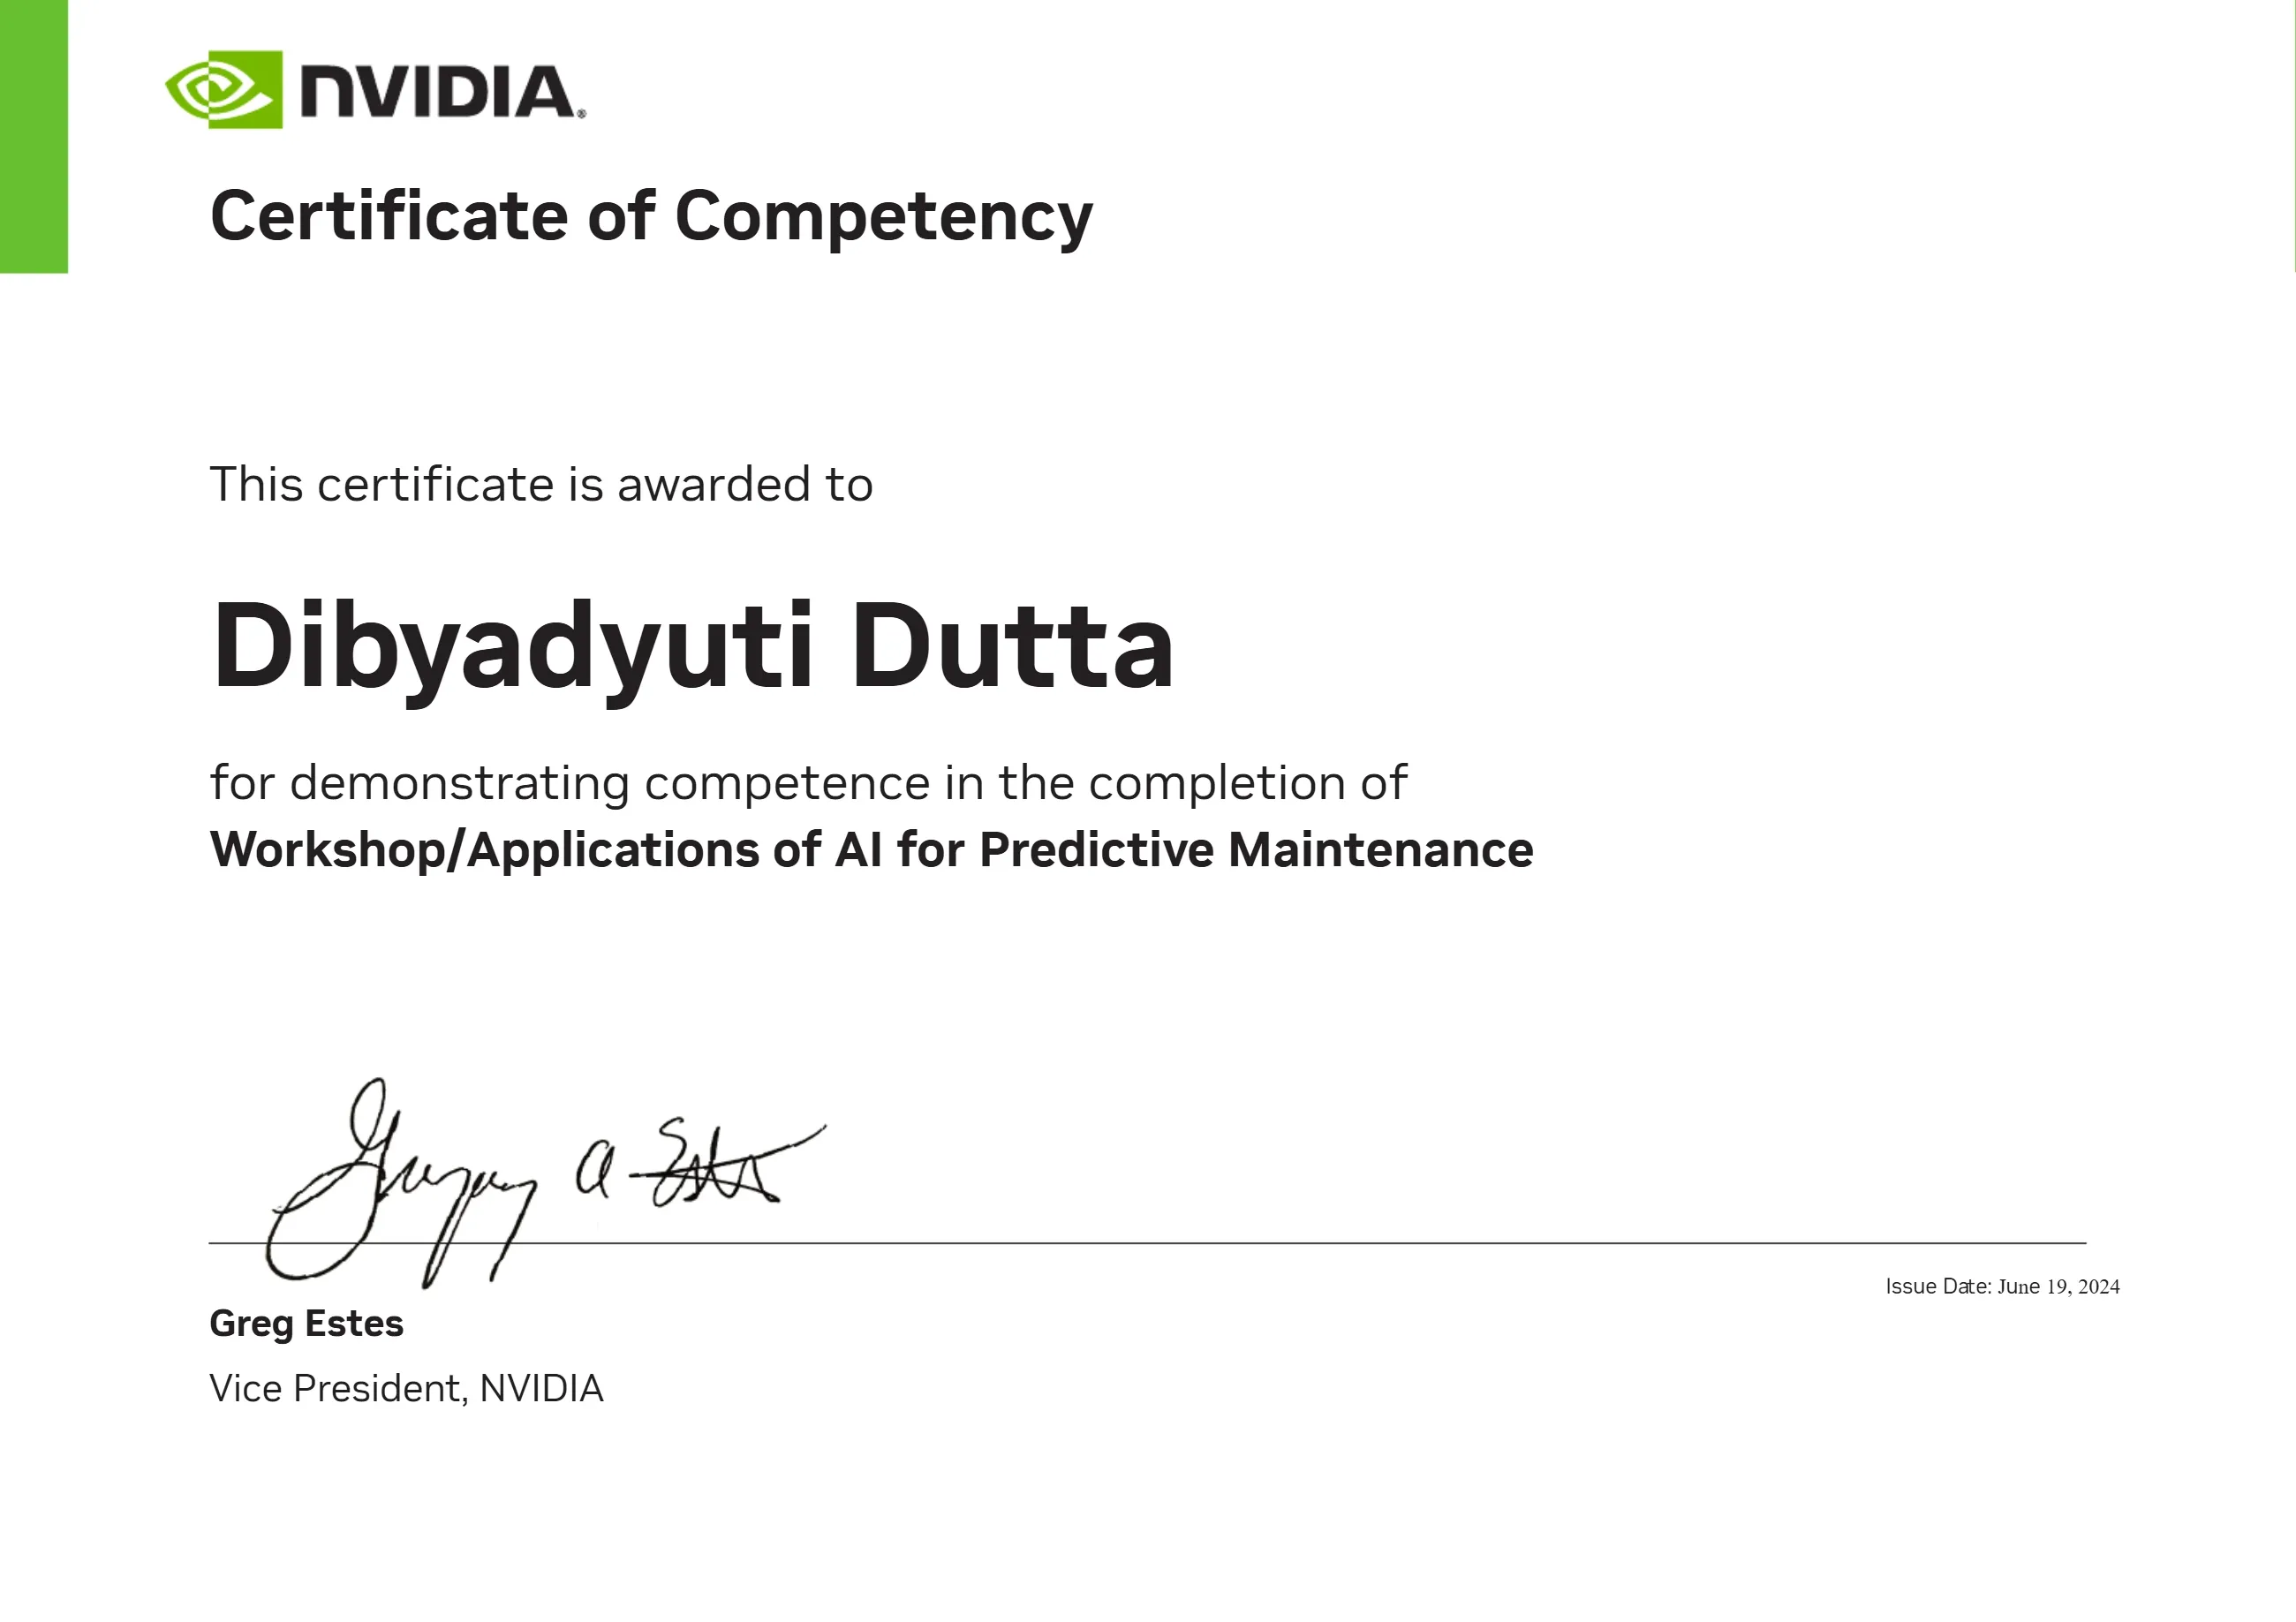 NVIDIA®
Certificate of Competency
This certificate is awarded to
Dibyadyuti Dutta
for demonstrating competence in the completion of
Workshop/Applications of AI for Predictive Maintenance
Gregory A Estes
Issue Date: June 19, 2024
Greg Estes
Vice President, NVIDIA